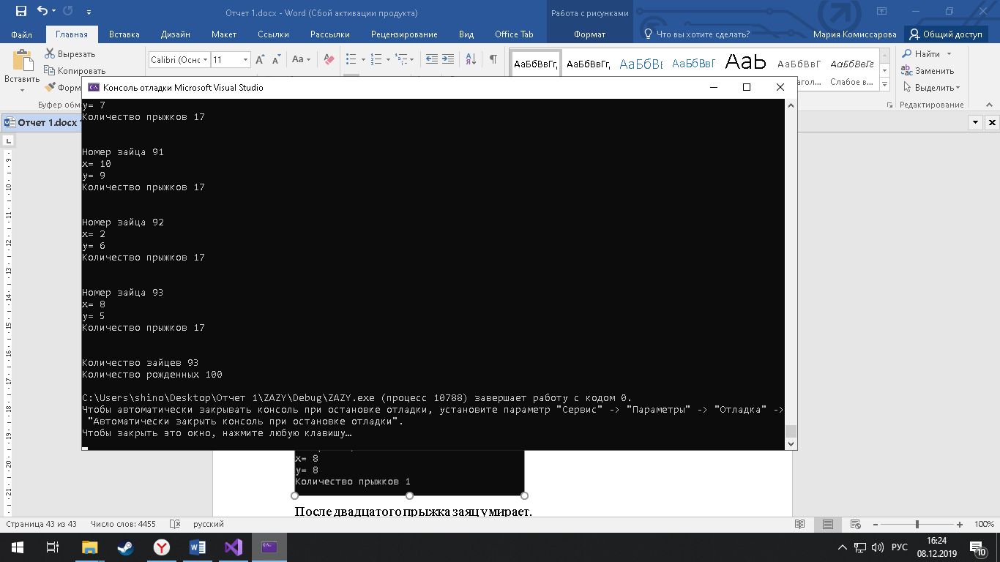 Отчет 1.docx - Word (Сбой активации продукта)
Работа с рисунками
Файл Главная Вставка Дизайн Макет Ссылки Рассылки Рецензирование Вид Office Tab Формат Что вы хотите сделать? Мария Комиссарова Общий доступ
Вставить
Вырезать
Копировать
Calibri (Осно 11
АаБбВвГг, АаБбВвГг, АаБбВ АаБбВвГ Aab АаБбВвГ АаБбВвГг
Слабое в...
Найти
Заменить
Выделить
Редактирование
Отчет 1.docx
Консоль отладки Microsoft Visual Studio
y= 7
Количество прыжков 17
Номер зайца 91
x= 10
y= 9
Количество прыжков 17
Номер зайца 92
x= 2
y= 6
Количество прыжков 17
Номер зайца 93
x= 8
y= 5
Количество прыжков 17
Количество зайцев 93
Количество рожденных 100
C:\Users\shino\Desktop\Отчет 1\ZAZY\Debug\ZAZY.exe (процесс 10788) завершает работу с кодом 0.
Чтобы автоматически закрывать консоль при остановке отладки, установите параметр "Сервис" -> "Параметры" -> "Отладка" ->
"Автоматически закрыть консоль при остановке отладки".
Чтобы закрыть это окно, нажмите любую клавишу…
x= 8
y= 8
Количество прыжков 1
После двадцатого прыжка заяц умирает.
Страница 43 из 43 Число слов: 4455 русский 100%
РУС 16:24
08.12.2019
10